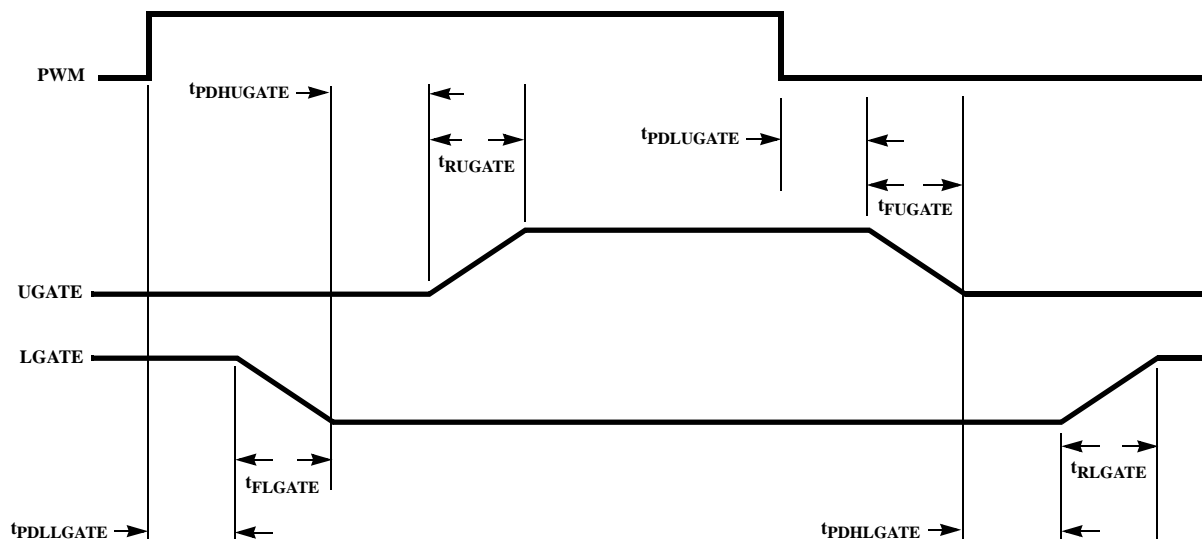 PWM
tPDHUGATE
tPDLUGATE
tRUGATE
tFUGATE
UGATE
LGATE
tRLGATE
tFLGATE
tPDLLGATE
tPDHLGATE